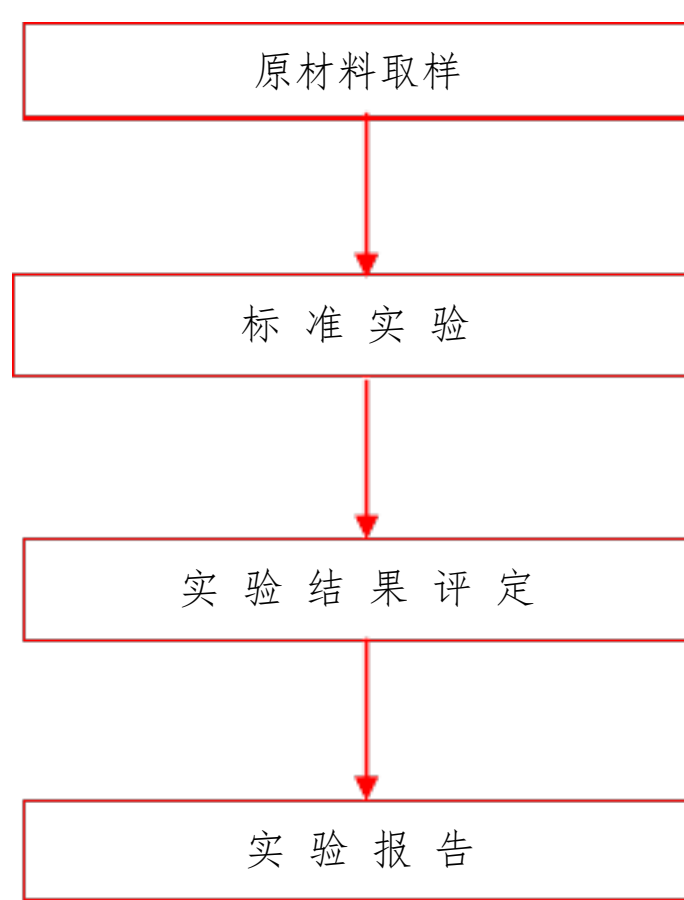 原材料取样
标 准 实 验
实 验 结 果 评 定
实 验 报 告